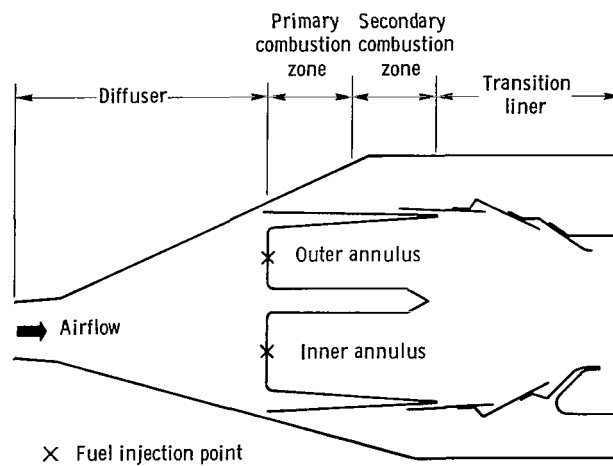 Primary
combustion
zone
Secondary
combustion
zone
Diffuser
Transition
liner
Outer annulus
Airflow
Inner annulus
× Fuel injection point